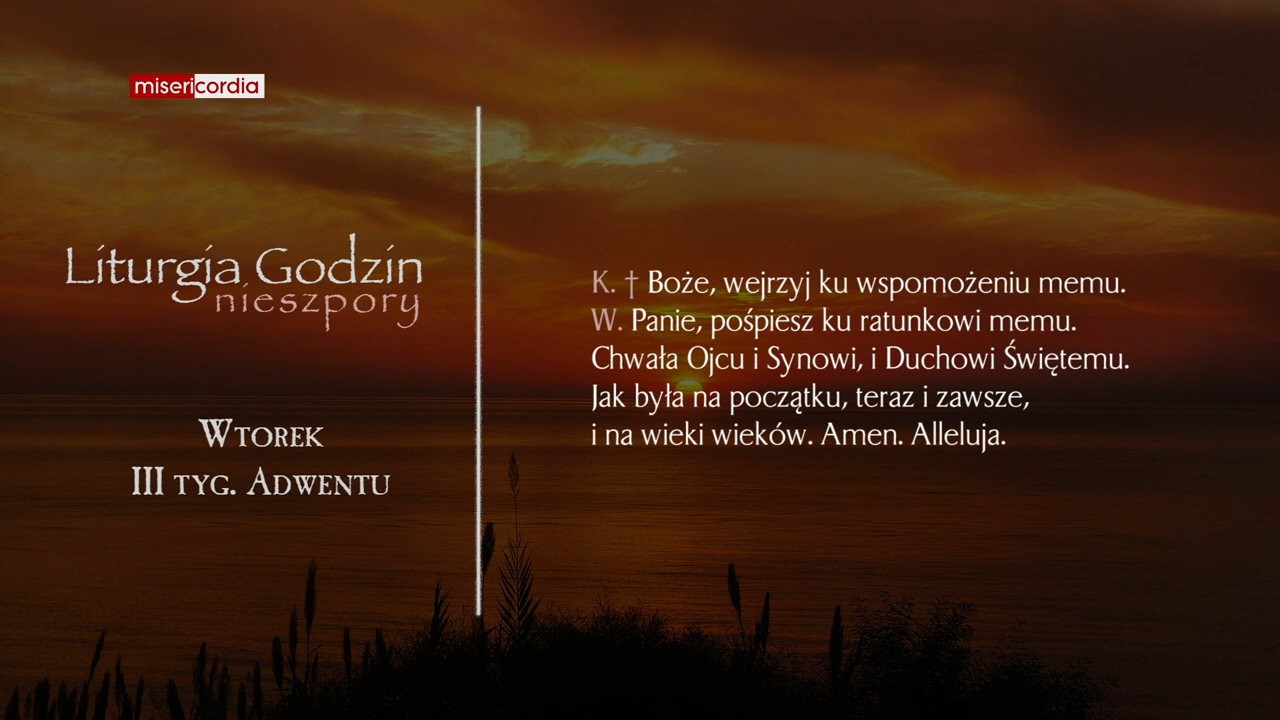 misericordia
Liturgia Godzin
nieszpory
Wtorek
III tyg. Adwentu
K. † Boże, wejrzyj ku wspomożeniu memu.
W. Panie, pośpiesz ku ratunkowi memu.
Chwała Ojcu i Synowi, i Duchowi Świętemu.
Jak była na początku, teraz i zawsze,
i na wieki wieków. Amen. Alleluja.